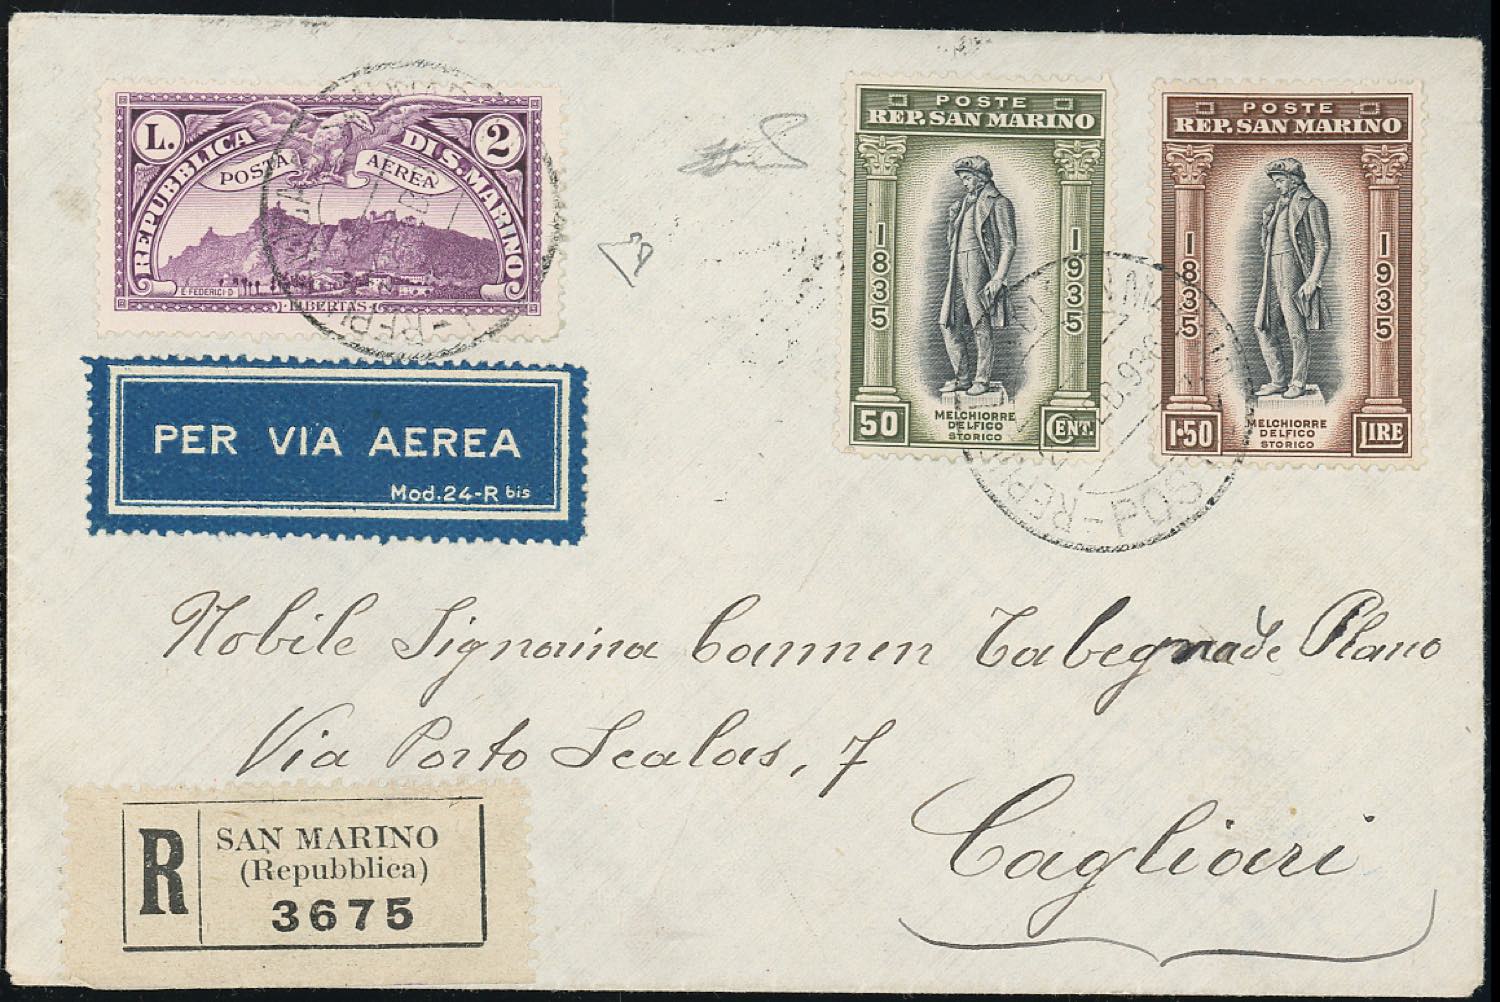 L. 2
REPUBBLICA DI S. MARINO
POSTA AEREA
E. FEDERICI D.
·LIBERTAS·
PER VIA AEREA
Mod.24-R bis
POSTE
REP. SAN MARINO
1835 1935
MELCHIORRE
DELFICO
STORICO
50 CENT.
POSTE
REP. SAN MARINO
1835 1935
MELCHIORRE
DELFICO
STORICO
1·50 LIRE
Nobile Signorina Carmen
Via Porto Scalas, 7
Cagliari
R
SAN MARINO
(Repubblica)
3675